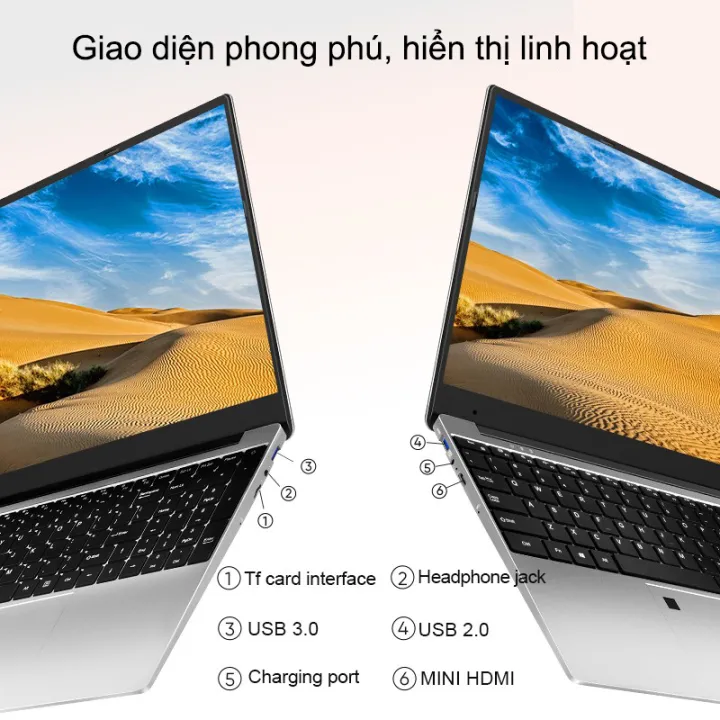 Giao diện phong phú, hiển thị linh hoạt
③
②
①
④
⑤
⑥
① Tf card interface
② Headphone jack
③ USB 3.0
④ USB 2.0
⑤ Charging port
⑥ MINI HDMI